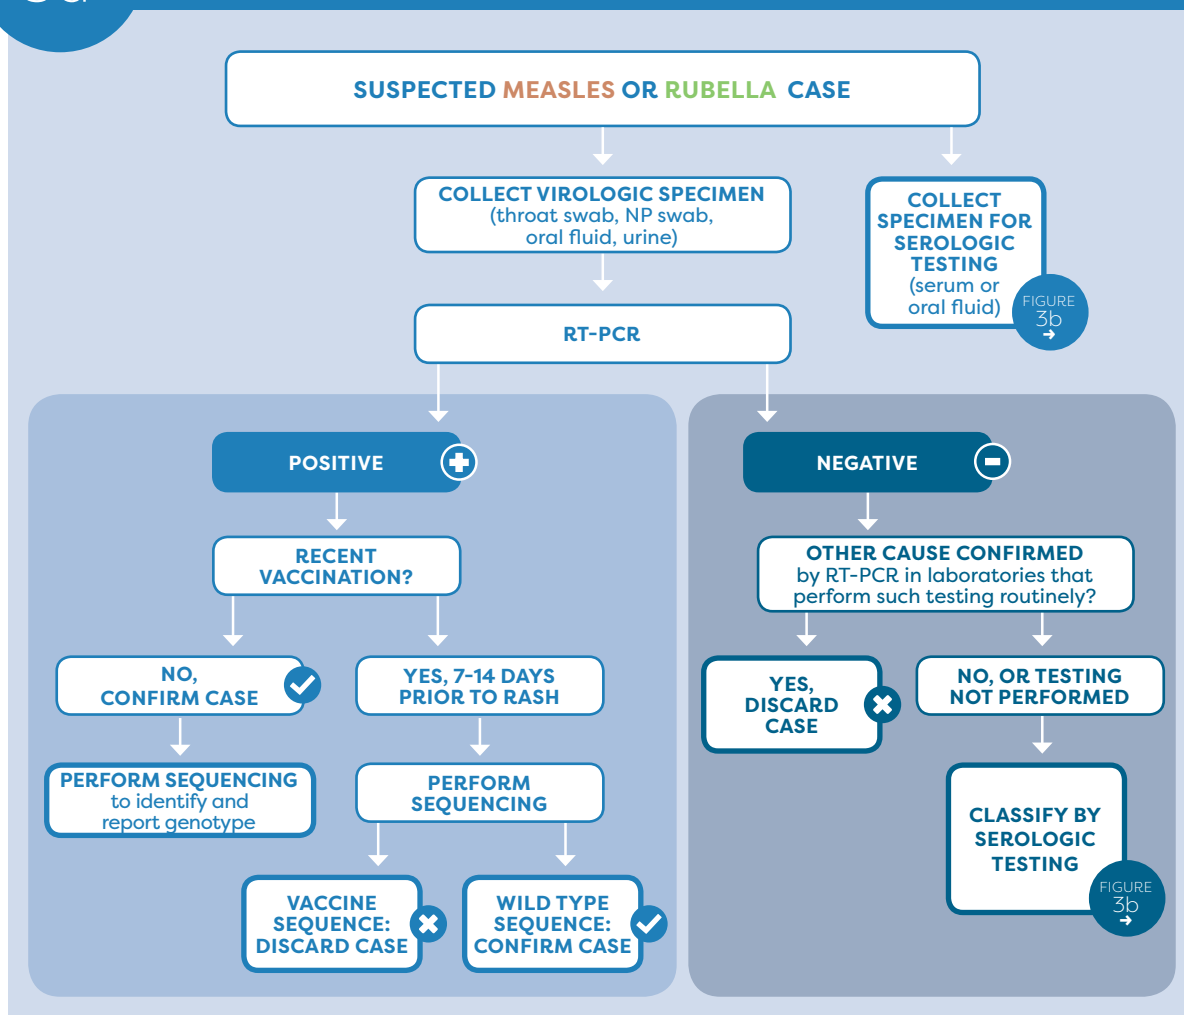 SUSPECTED MEASLES OR RUBELLA CASE
COLLECT VIROLOGIC SPECIMEN
(throat swab, NP swab,
oral fluid, urine)
COLLECT
SPECIMEN FOR
SEROLOGIC
TESTING
(serum or
oral fluid)
FIGURE
3b
RT-PCR
POSITIVE
RECENT
VACCINATION?
NO,
CONFIRM CASE
PERFORM SEQUENCING
to identify and
report genotype
YES, 7-14 DAYS
PRIOR TO RASH
PERFORM
SEQUENCING
VACCINE
SEQUENCE:
DISCARD CASE
WILD TYPE
SEQUENCE:
CONFIRM CASE
NEGATIVE
OTHER CAUSE CONFIRMED
by RT-PCR in laboratories that
perform such testing routinely?
YES,
DISCARD
CASE
NO, OR TESTING
NOT PERFORMED
CLASSIFY BY
SEROLOGIC
TESTING
FIGURE
3b